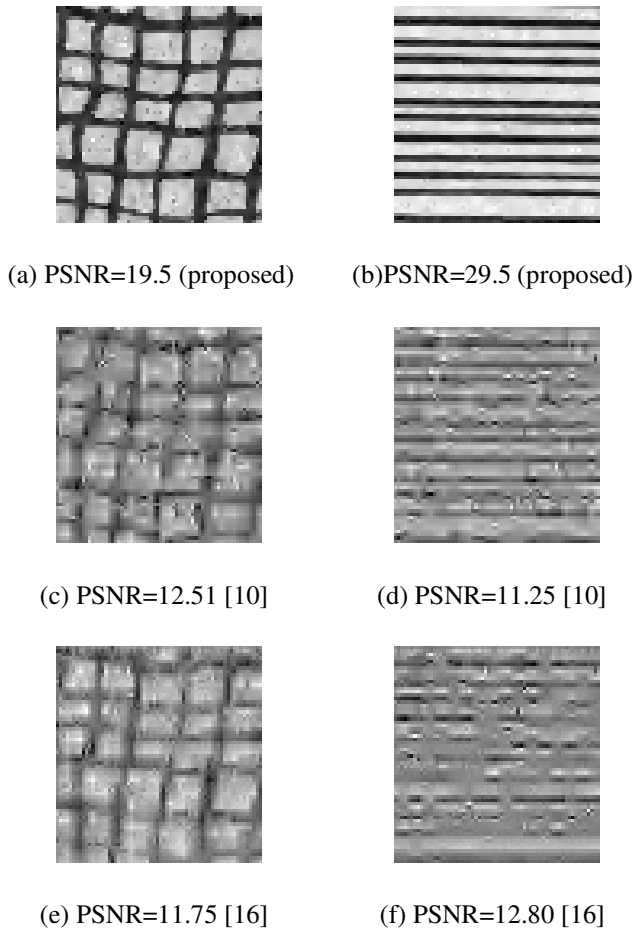 (a) PSNR=19.5 (proposed)
(b)PSNR=29.5 (proposed)
(c) PSNR=12.51 [10]
(d) PSNR=11.25 [10]
(e) PSNR=11.75 [16]
(f) PSNR=12.80 [16]